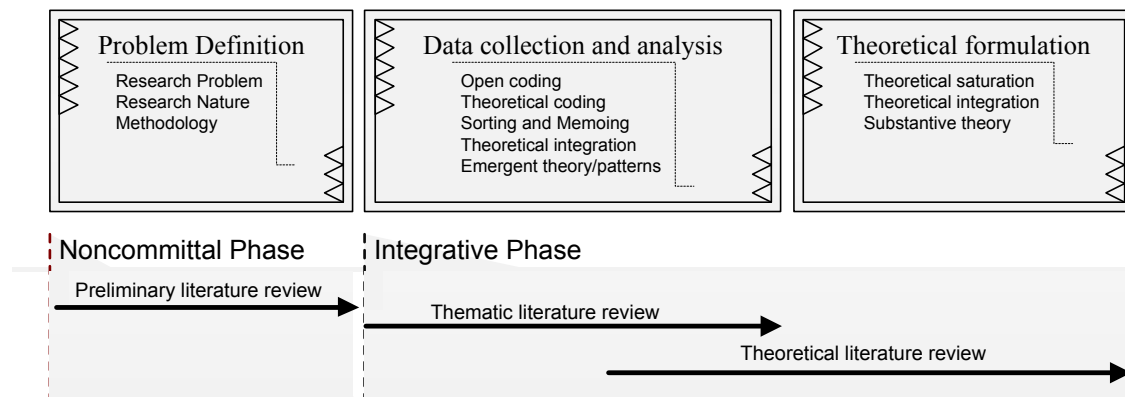 Problem Definition
Research Problem
Research Nature
Methodology
Data collection and analysis
Open coding
Theoretical coding
Sorting and Memoing
Theoretical integration
Emergent theory/patterns
Theoretical formulation
Theoretical saturation
Theoretical integration
Substantive theory
Noncommittal Phase
Integrative Phase
Preliminary literature review
Thematic literature review
Theoretical literature review